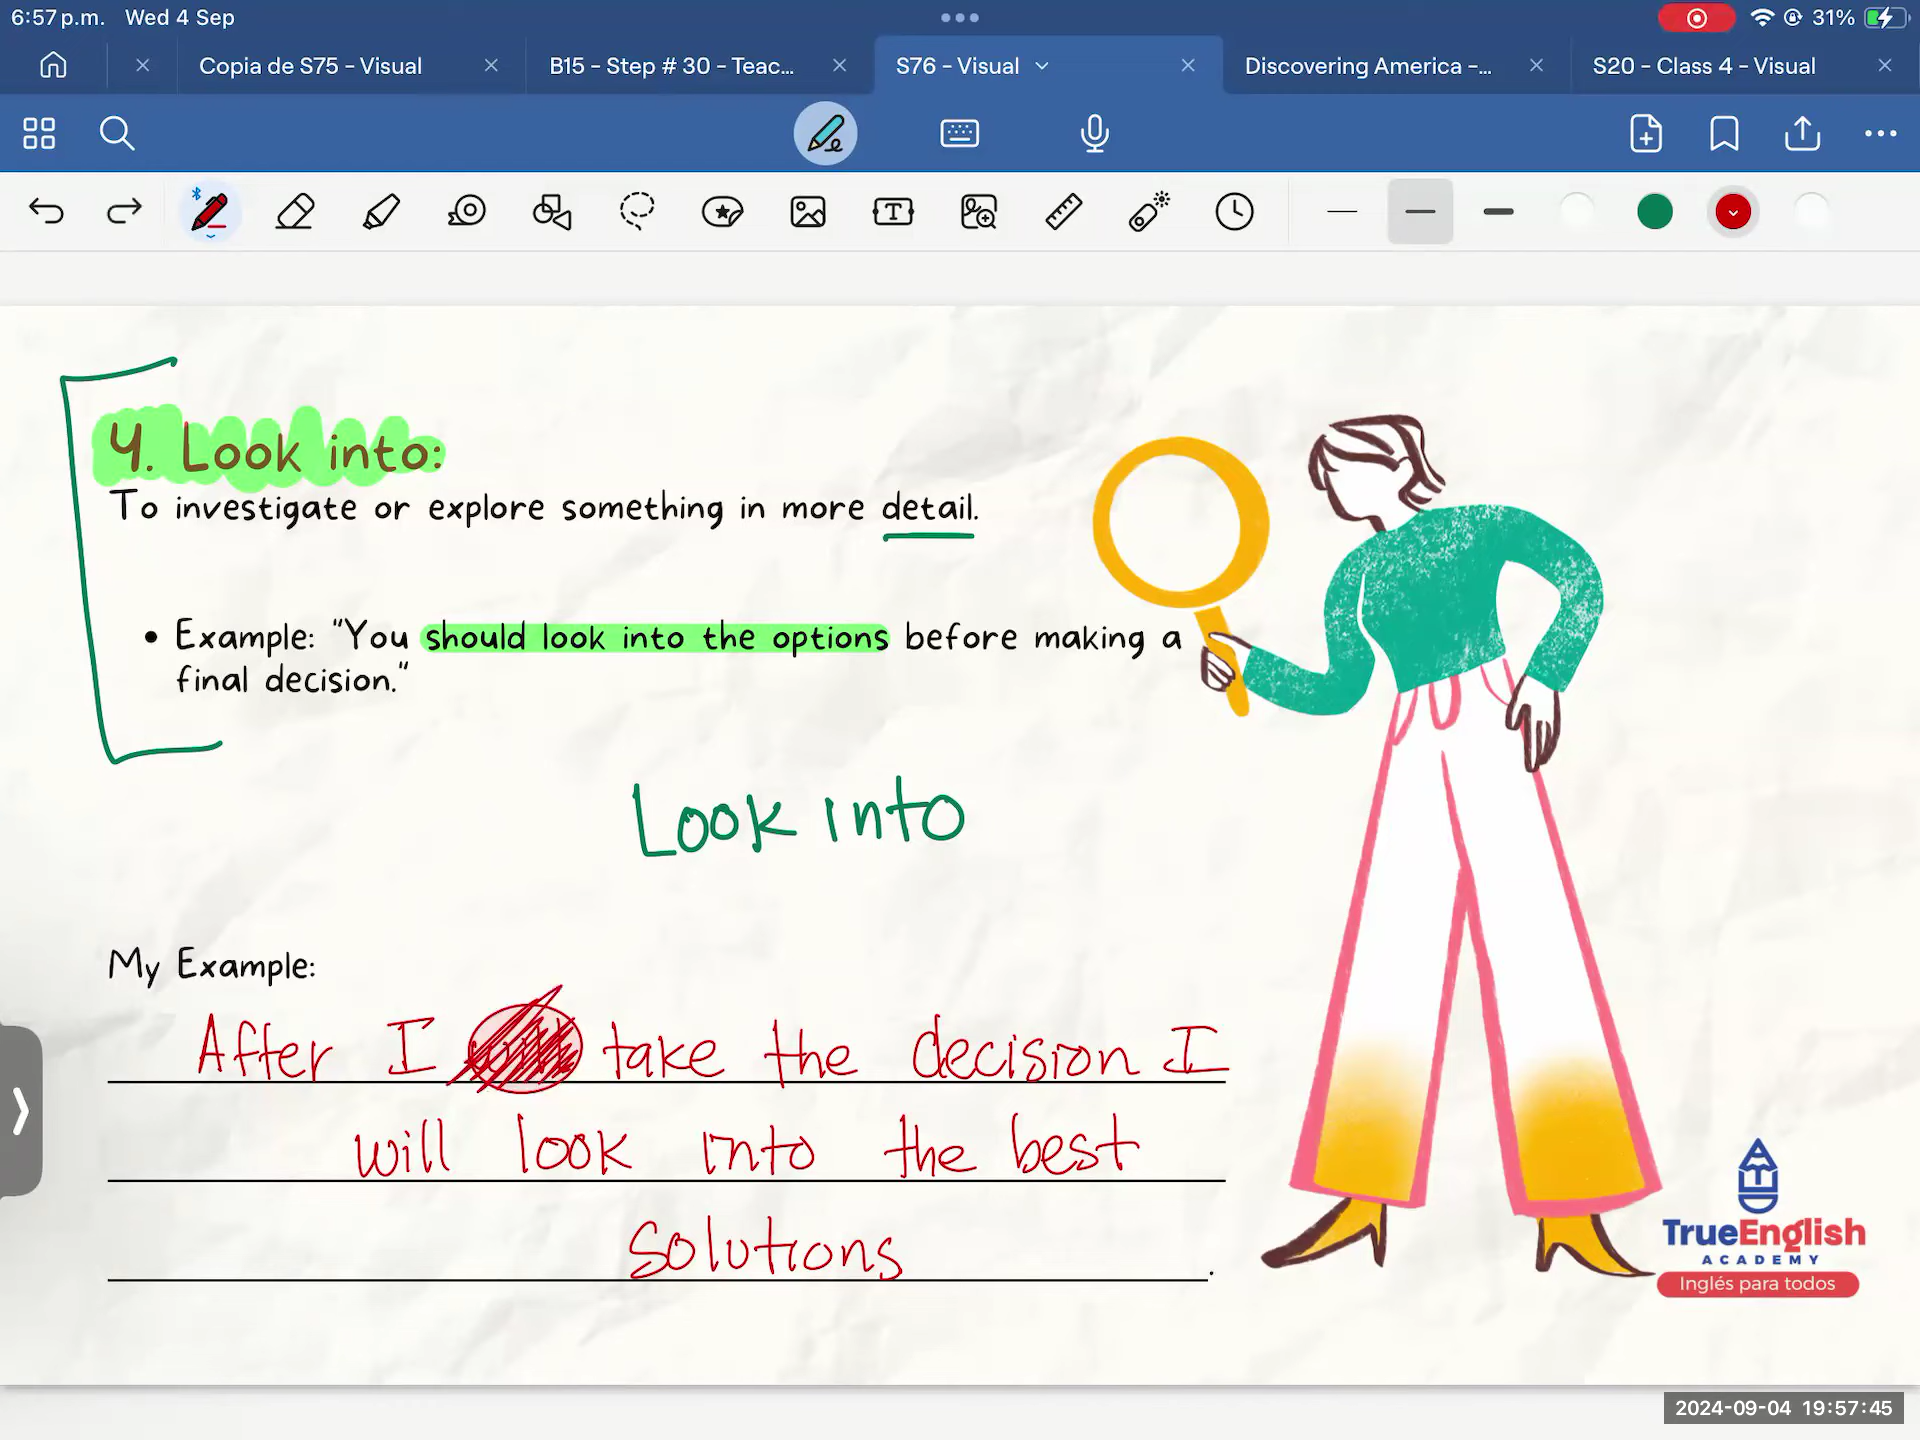 6:57 p.m. Wed 4 Sep
31%
Copia de S75 - Visual
B15 - Step # 30 - Teac...
S76 - Visual
Discovering America -...
S20 - Class 4 - Visual
4. Look into:
To investigate or explore something in more detail.
• Example: "You should look into the options before making a
final decision."
Look into
My Example:
After I take the decision I
will look into the best
solutions
.
TrueEnglish
ACADEMY
Inglés para todos
2024-09-04 19:57:45